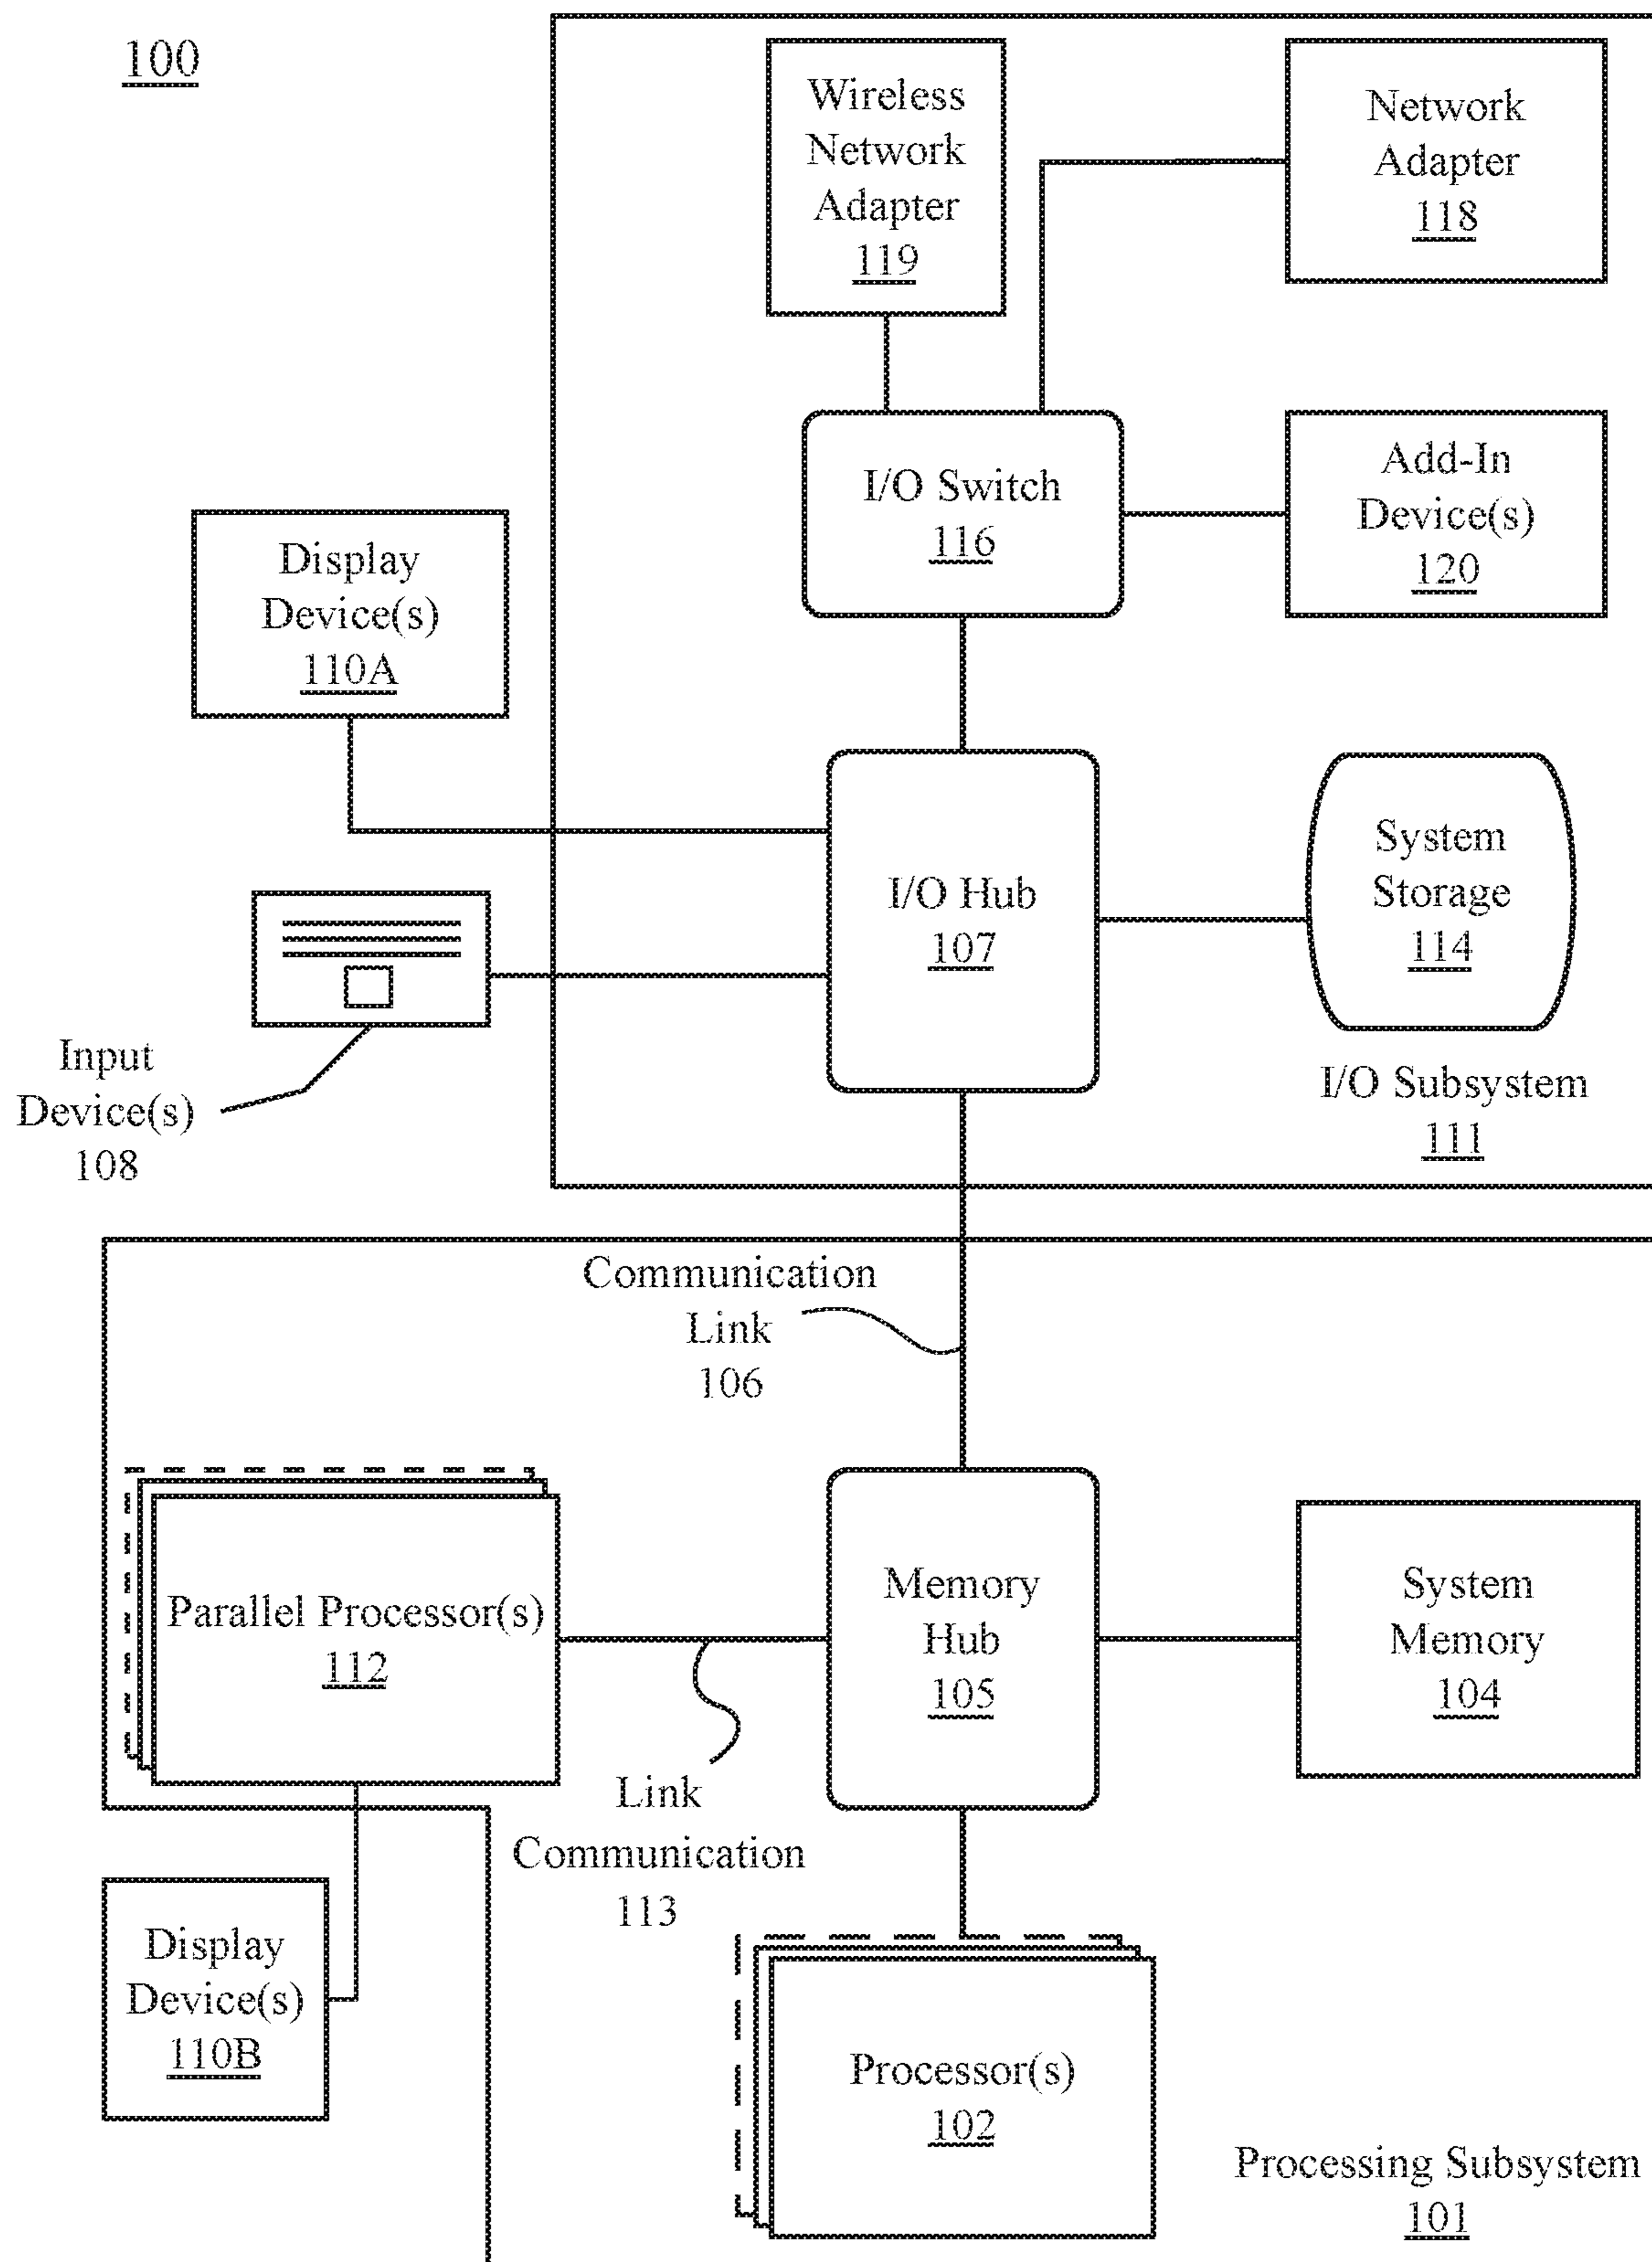 100
Wireless
Network
Adapter
119
Network
Adapter
118
I/O Switch
116
Add-In
Device(s)
120
Display
Device(s)
110A
I/O Hub
107
System
Storage
114
Input
Device(s)
108
I/O Subsystem
111
Communication
Link
106
Parallel Processor(s)
112
Memory
Hub
105
System
Memory
104
Link
Communication
113
Display
Device(s)
110B
Processor(s)
102
Processing Subsystem
101